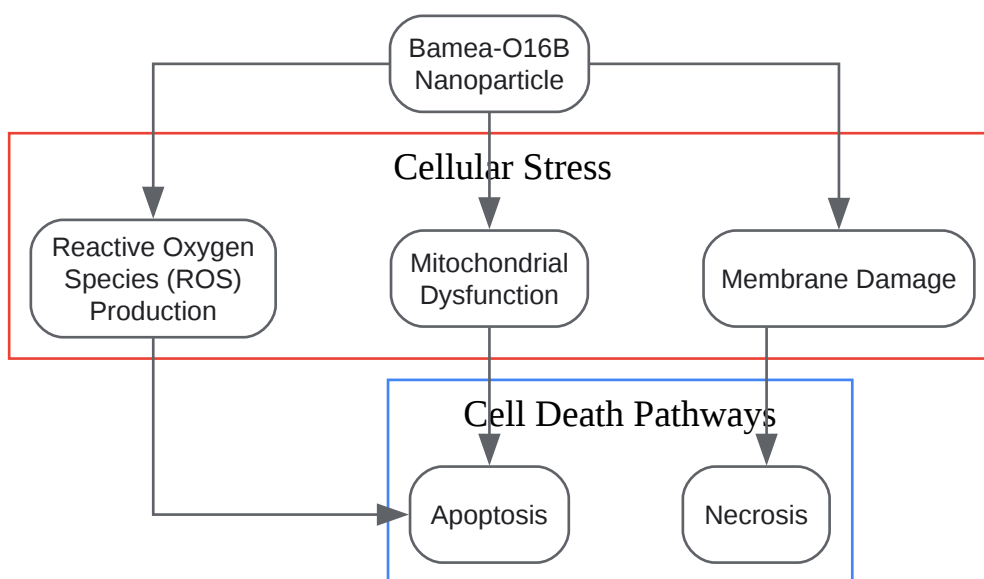 Bamea-O16B
Nanoparticle
Cellular Stress
Reactive Oxygen
Species (ROS)
Production
Mitochondrial
Dysfunction
Membrane Damage
Cell Death Pathways
Apoptosis
Necrosis